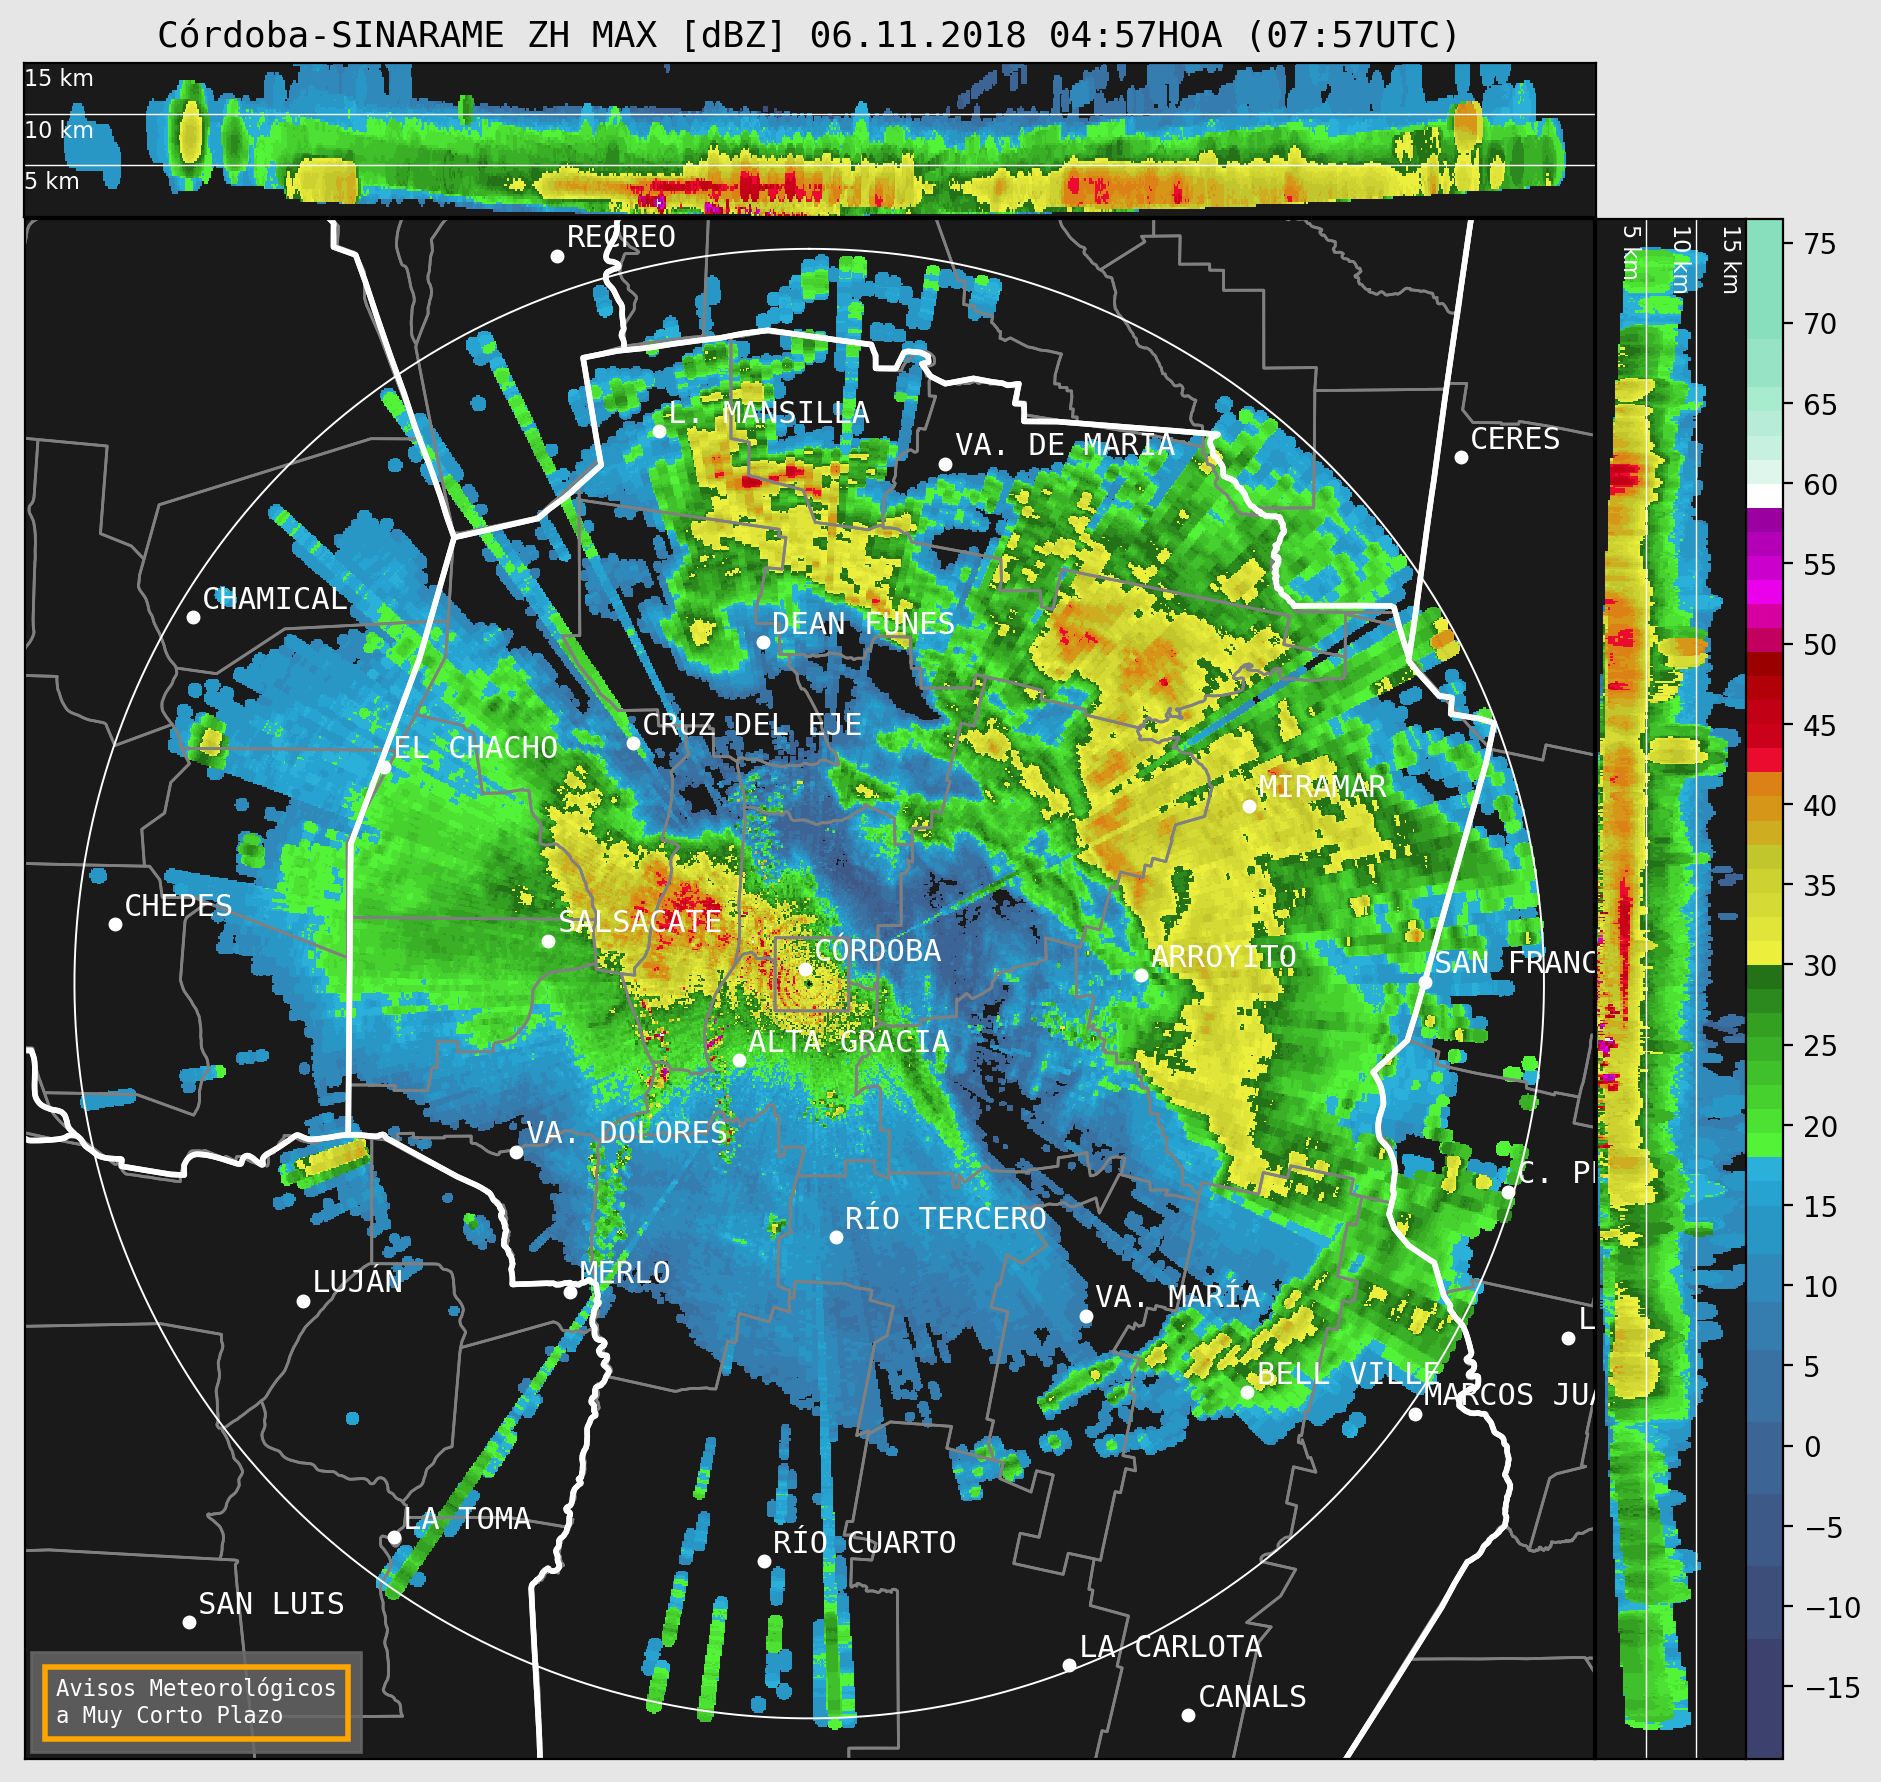 Córdoba-SINARAME ZH MAX [dBZ] 06.11.2018 04:57HOA (07:57UTC)
15 km
10 km
5 km
5 km
10 km
15 km
75
70
65
60
55
50
45
40
35
30
25
20
15
10
5
0
−5
−10
−15
RECREO
L. MANSILLA
VA. DE MARIA
CERES
CHAMICAL
DEAN FUNES
CRUZ DEL EJE
EL CHACHO
MIRAMAR
CHEPES
SALSACATE
CÓRDOBA
ARROYITO
SAN FRANC
ALTA GRACIA
VA. DOLORES
C. PE
RÍO TERCERO
MERLO
LUJÁN
VA. MARÍA
L
BELL VILLE
MARCOS JUA
LA TOMA
RÍO CUARTO
SAN LUIS
LA CARLOTA
CANALS
Avisos Meteorológicos
a Muy Corto Plazo